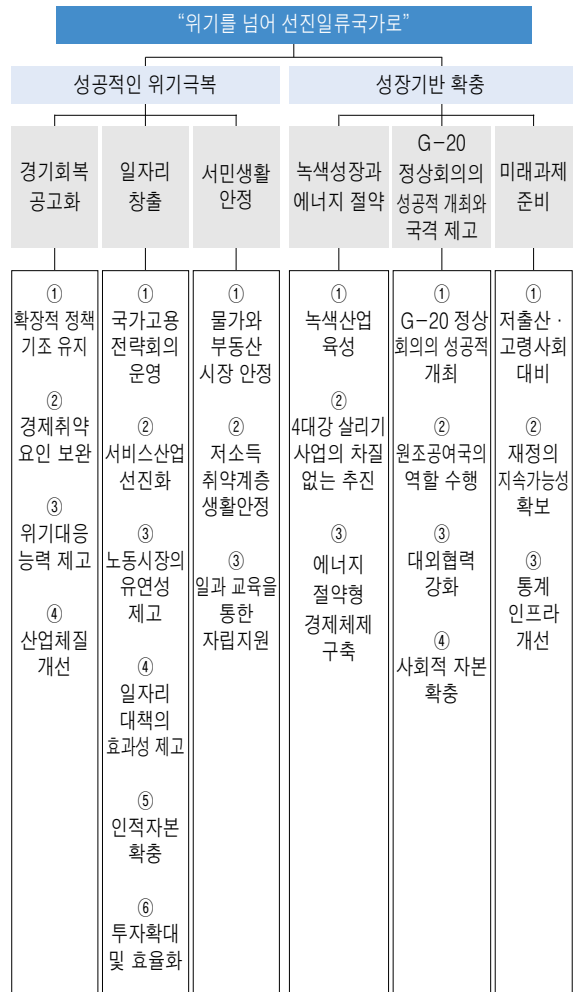 “위기를 넘어 선진일류국가로”
성공적인 위기극복
성장기반 확충
경기회복
공고화
일자리
창출
서민생활
안정
녹색성장과
에너지 절약
G-20
정상회의의
성공적 개최와
국격 제고
미래과제
준비
①
확장적 정책
기조 유지
②
경제취약
요인 보완
③
위기대응
능력 제고
④
산업체질
개선
①
국가고용
전략회의
운영
②
서비스산업
선진화
③
노동시장의
유연성
제고
④
일자리
대책의
효과성 제고
⑤
인적자본
확충
⑥
투자확대
및 효율화
①
물가와
부동산
시장 안정
②
저소득
취약계층
생활안정
③
일과 교육을
통한
자립지원
①
녹색산업
육성
②
4대강 살리기
사업의 차질
없는 추진
③
에너지
절약형
경제체제
구축
①
G-20 정상
회의의 성공적
개최
②
원조공여국의
역할 수행
③
대외협력
강화
④
사회적 자본
확충
①
저출산 ·
고령사회
대비
②
재정의
지속가능성
확보
③
통계
인프라
개선